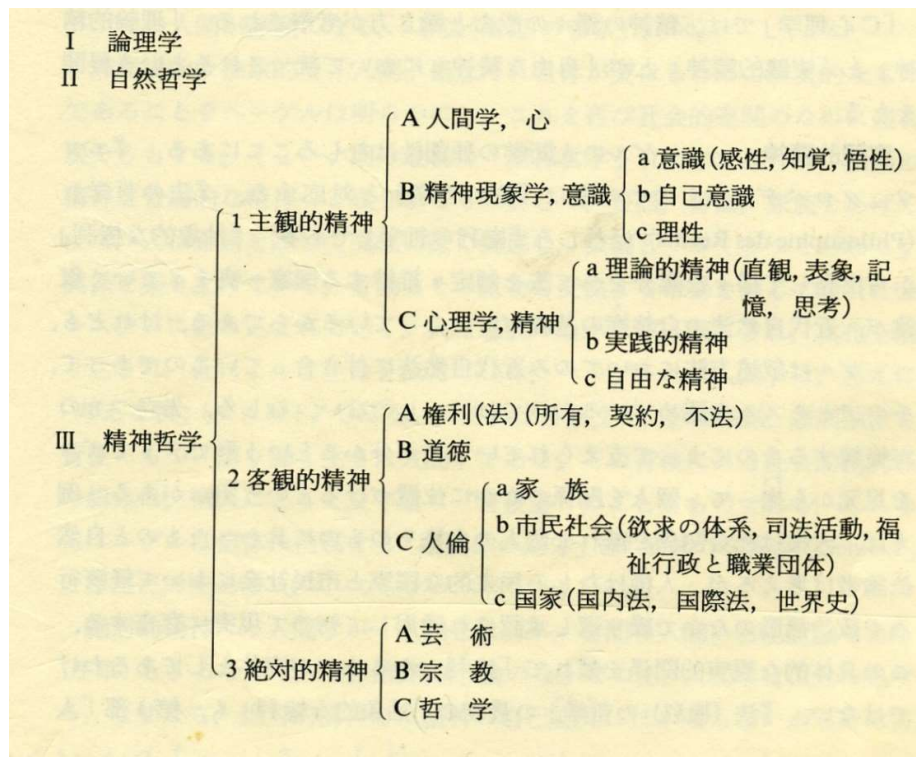 I 論理学
II 自然哲学
A 人間学, 心
a 意識(感性, 知覚, 悟性)
1 主観的精神
B 精神現象学, 意識
b 自己意識
c 理性
a 理論的精神(直観, 表象, 記
憶, 思考)
C 心理学, 精神
b 実践的精神
c 自由な精神
III 精神哲学
A 権利(法)(所有, 契約, 不法)
B 道徳
2 客観的精神
a 家 族
C 人倫
b 市民社会(欲求の体系, 司法活動, 福
祉行政と職業団体)
c 国家(国内法, 国際法, 世界史)
A 芸 術
3 絶対的精神
B 宗 教
C 哲 学